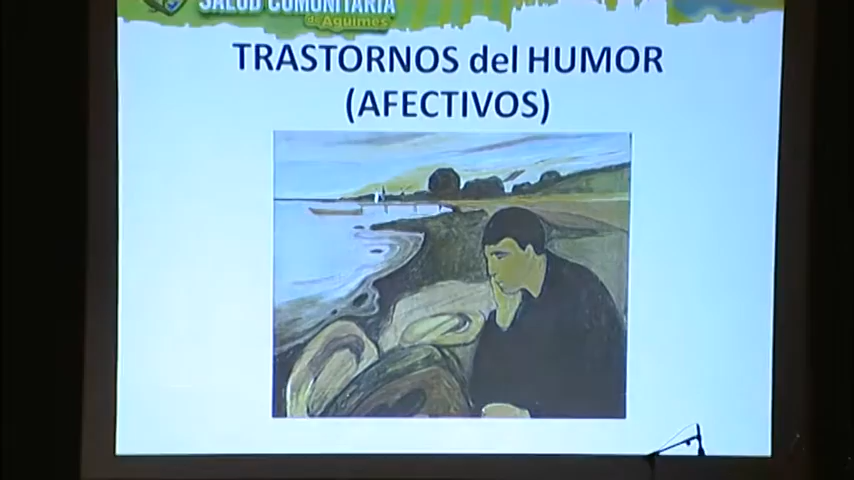 SALUD COMUNITARIA
de Agüimes
TRASTORNOS del HUMOR
(AFECTIVOS)